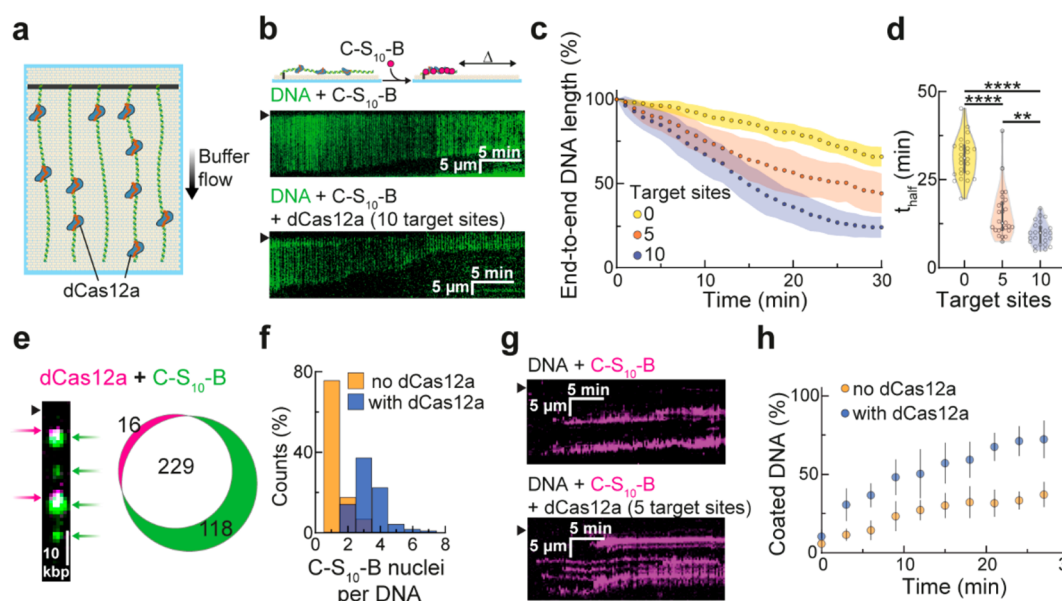 a
Buffer
flow
dCas12a
b
C-S10-B
Δ
DNA + C-S10-B
5 min
5 µm
DNA + C-S10-B
+ dCas12a (10 target sites)
5 min
5 µm
c
End-to-end DNA length (%)
100
50
0
Target sites
0
5
10
0 10 20 30
Time (min)
d
****
****
**
t half (min)
50
25
0
0 5 10
Target sites
e
dCas12a + C-S10-B
16
229
118
10
kbp
f
no dCas12a
with dCas12a
Counts (%)
80
40
0
0 2 4 6 8
C-S10-B nuclei
per DNA
g
DNA + C-S10-B
5 min
5 µm
DNA + C-S10-B
+ dCas12a (5 target sites)
5 min
5 µm
h
no dCas12a
with dCas12a
Coated DNA (%)
100
50
0
0 10 20 3
Time (min)